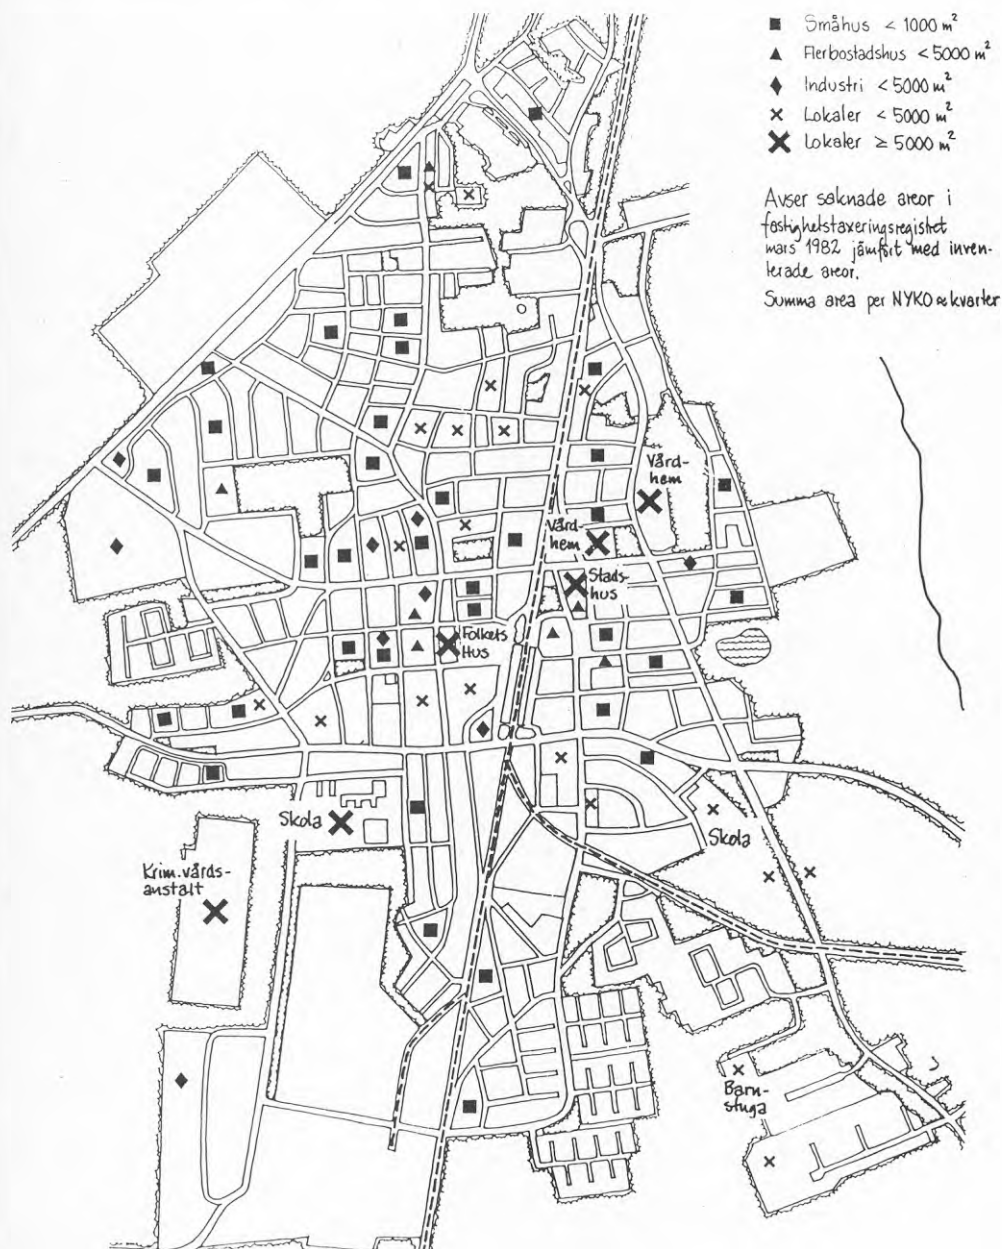 Småhus < 1000 m²
Flerbostadshus < 5000 m²
Industri < 5000 m²
Lokaler < 5000 m²
Lokaler ≥ 5000 m²
Avser saknade areor i
fastighetstaxeringsregistret
mars 1982 jämfört med inven-
terade areor.
Summa area per NYKO ≈ kvarter
Vård-
hem
Vård-
hem
Stads-
hus
Folkets
Hus
Skola
Skola
Krim.vårds-
anstalt
Barn-
stuga